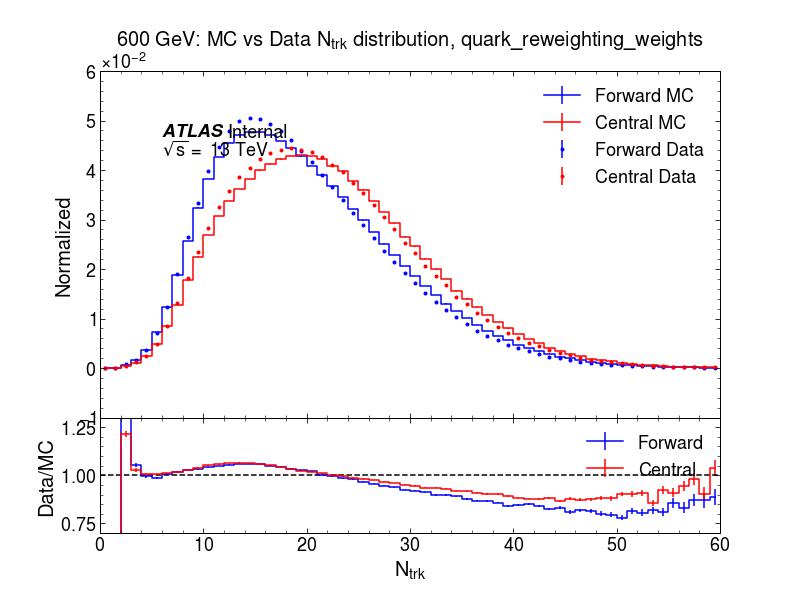 600 GeV: MC vs Data Ntrk distribution, quark_reweighting_weights
×10−2
6
5
4
3
2
1
0
−1
Normalized
ATLAS Internal
√s = 13 TeV
Forward MC
Central MC
Forward Data
Central Data
1.25
1.00
0.75
Data/MC
Forward
Central
0 10 20 30 40 50 60
Ntrk